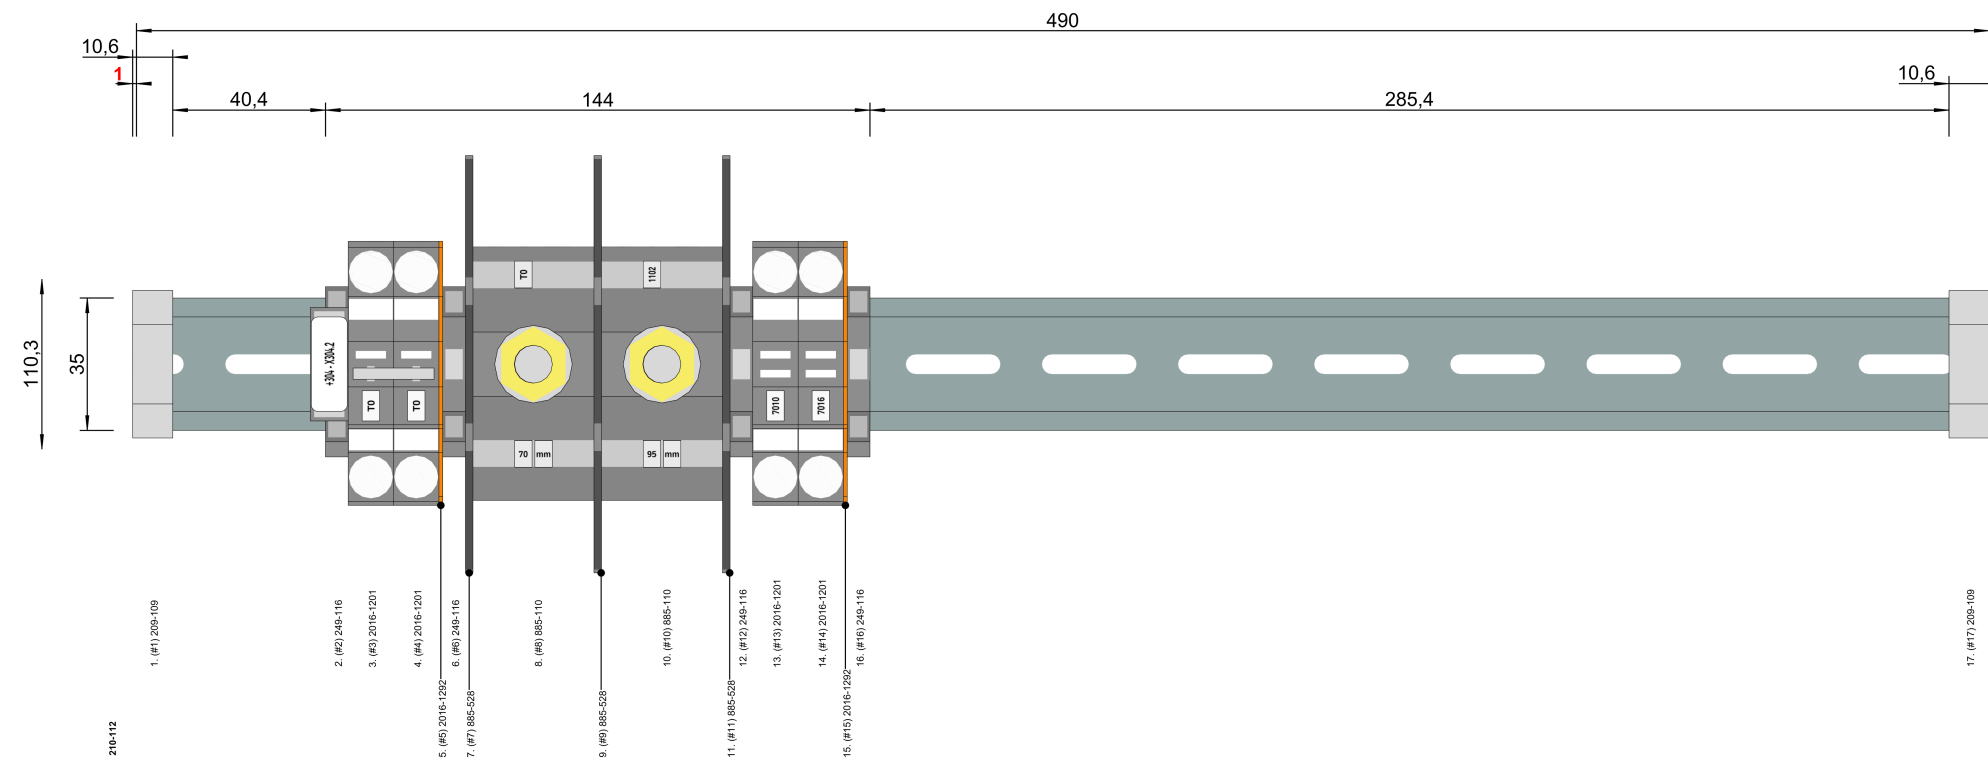 490
10,6
1
10,6
40,4
144
285,4
110,3
35
+304 - X304.2
T0
T0
T0
1102
70
mm
95
mm
7010
7016
1. (#1) 209-109
2. (#2) 249-116
3. (#3) 2016-1201
4. (#4) 2016-1201
5. (#5) 2016-1292
6. (#6) 249-116
7. (#7) 885-528
8. (#8) 885-110
9. (#9) 885-528
10. (#10) 885-110
11. (#11) 885-528
12. (#12) 249-116
13. (#13) 2016-1201
14. (#14) 2016-1201
15. (#15) 2016-1292
16. (#16) 249-116
17. (#17) 209-109
210-112